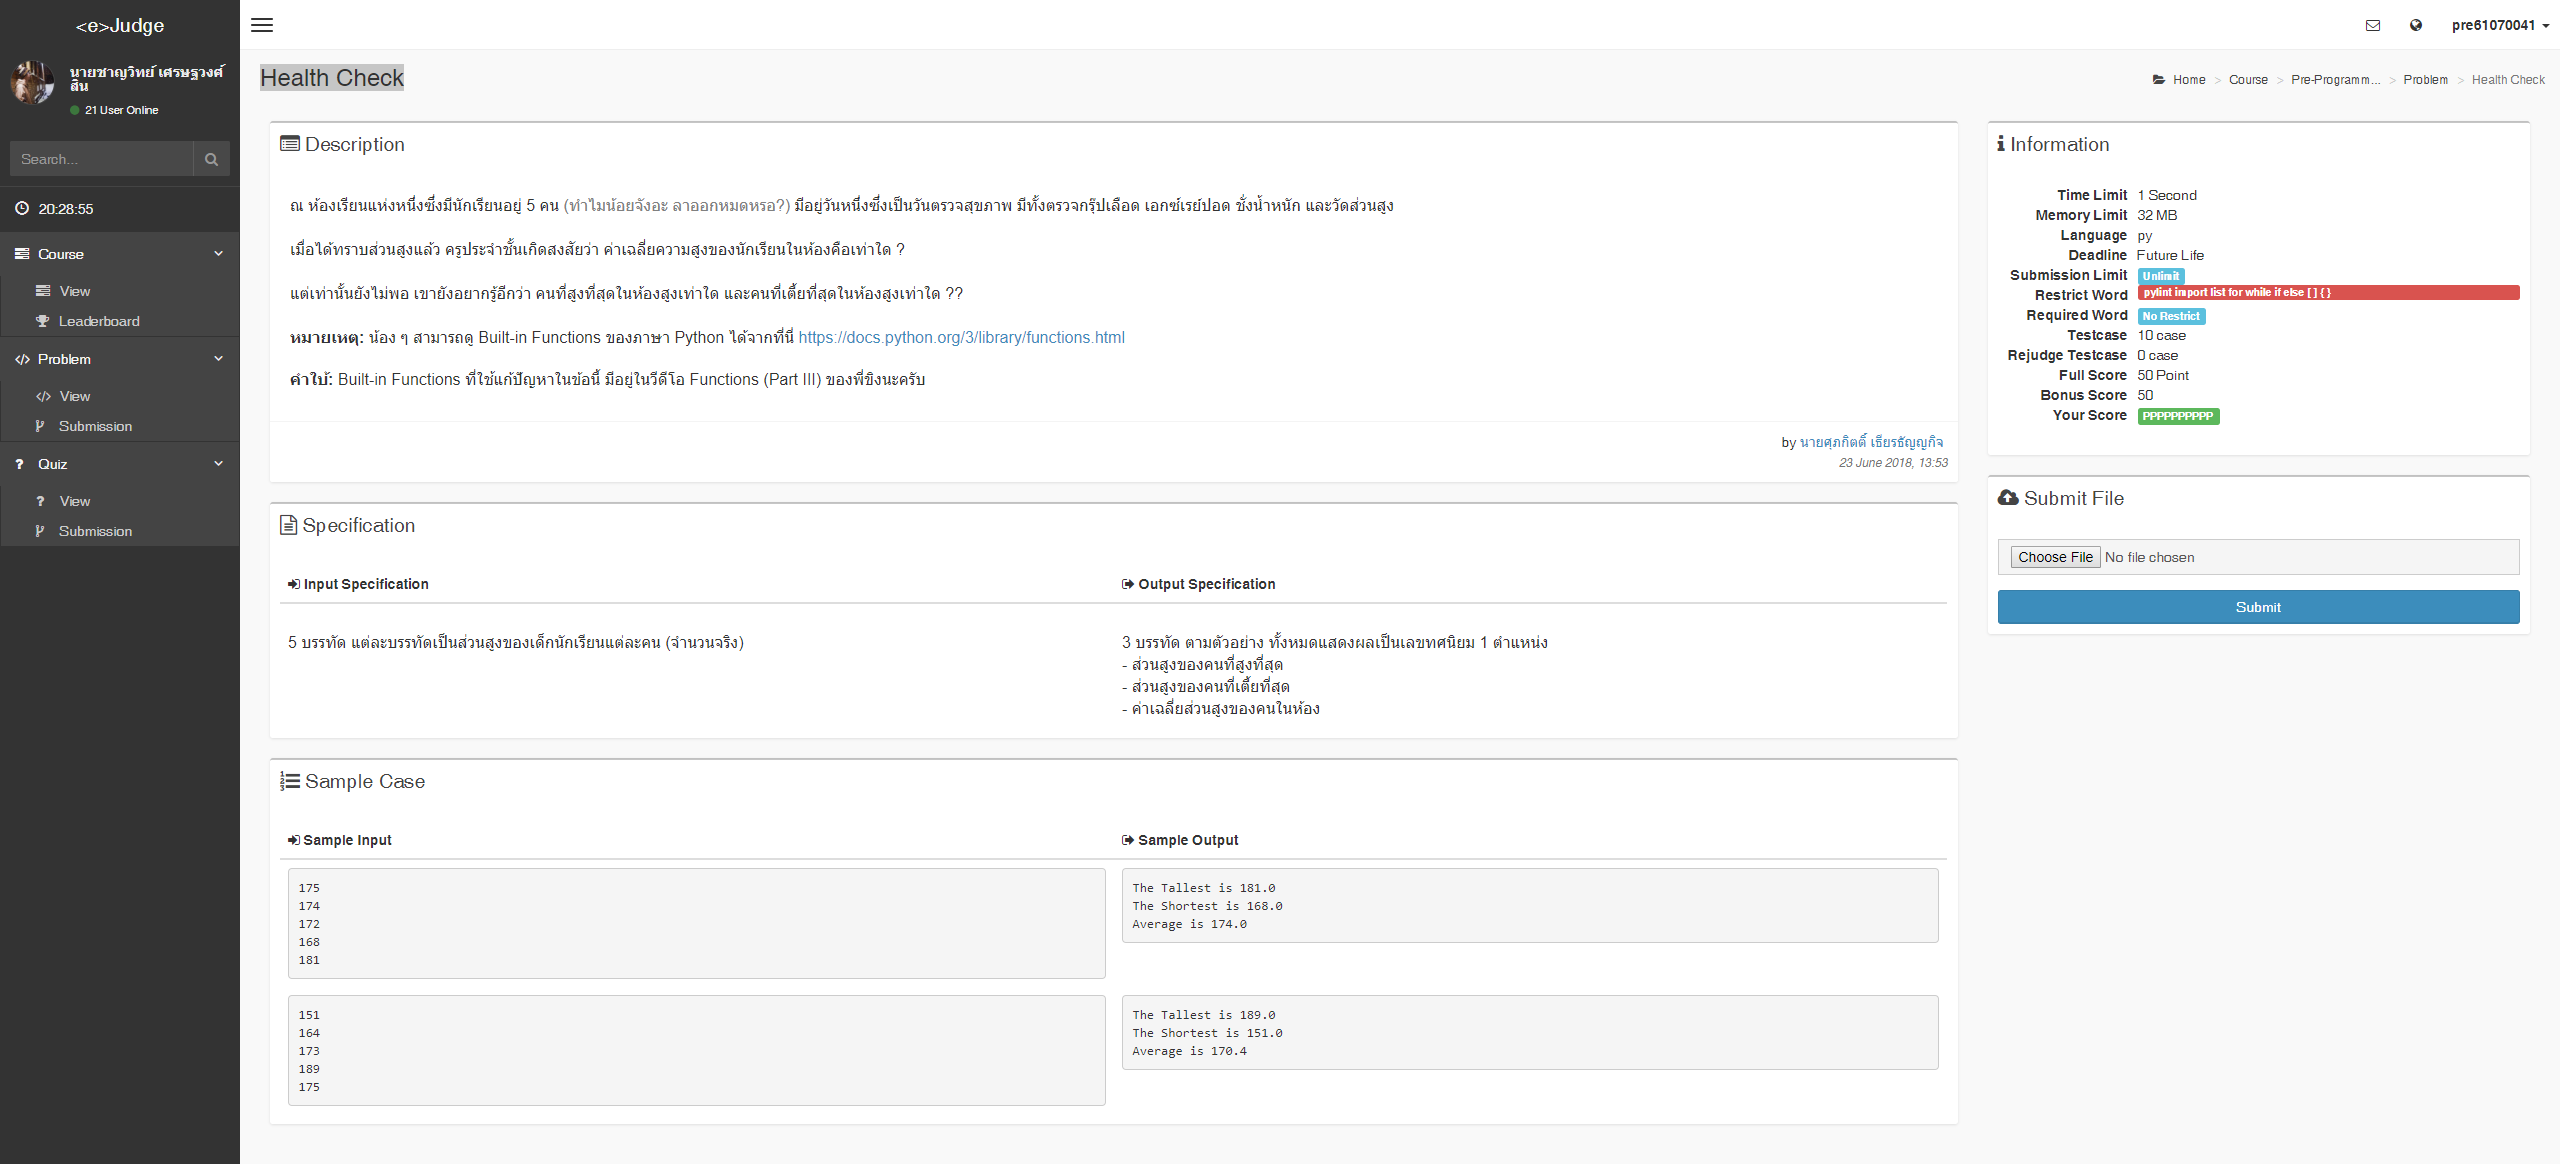 <e>Judge
pre61070041
นายชาญวิทย์ เศรษฐวงศ์
สิน
21 User Online
Search...
20:28:55
Course
View
Leaderboard
Problem
View
Submission
Quiz
View
Submission
Health Check
Home > Course > Pre-Programm... > Problem > Health Check
Description
ณ ห้องเรียนแห่งหนึ่งซึ่งมีนักเรียนอยู่ 5 คน (ทำไมน้อยจังอะ ลาออกหมดหรอ?) มีอยู่วันหนึ่งซึ่งเป็นวันตรวจสุขภาพ มีทั้งตรวจกรุ๊ปเลือด เอกซ์เรย์ปอด ชั่งน้ำหนัก และวัดส่วนสูง
เมื่อได้ทราบส่วนสูงแล้ว ครูประจำชั้นเกิดสงสัยว่า ค่าเฉลี่ยความสูงของนักเรียนในห้องคือเท่าใด ?
แต่เท่านั้นยังไม่พอ เขายังอยากรู้อีกว่า คนที่สูงที่สุดในห้องสูงเท่าใด และคนที่เตี้ยที่สุดในห้องสูงเท่าใด ??
หมายเหตุ: น้อง ๆ สามารถดู Built-in Functions ของภาษา Python ได้จากที่นี่ https://docs.python.org/3/library/functions.html
คำใบ้: Built-in Functions ที่ใช้แก้ปัญหาในข้อนี้ มีอยู่ในวีดีโอ Functions (Part III) ของพี่ขิงนะครับ
by นายศุภกิตติ์ เธียรธัญญกิจ
23 June 2018, 13:53
Specification
Input Specification
Output Specification
5 บรรทัด แต่ละบรรทัดเป็นส่วนสูงของเด็กนักเรียนแต่ละคน (จำนวนจริง)
3 บรรทัด ตามตัวอย่าง ทั้งหมดแสดงผลเป็นเลขทศนิยม 1 ตำแหน่ง
- ส่วนสูงของคนที่สูงที่สุด
- ส่วนสูงของคนที่เตี้ยที่สุด
- ค่าเฉลี่ยส่วนสูงของคนในห้อง
Sample Case
Sample Input
Sample Output
175
174
172
168
181
The Tallest is 181.0
The Shortest is 168.0
Average is 174.0
151
164
173
189
175
The Tallest is 189.0
The Shortest is 151.0
Average is 170.4
Information
Time Limit 1 Second
Memory Limit 32 MB
Language py
Deadline Future Life
Submission Limit Unlimit
Restrict Word pylint import list for while if else [ ] { }
Required Word No Restrict
Testcase 10 case
Rejudge Testcase 0 case
Full Score 50 Point
Bonus Score 50
Your Score PPPPPPPPPP
Submit File
Choose File No file chosen
Submit